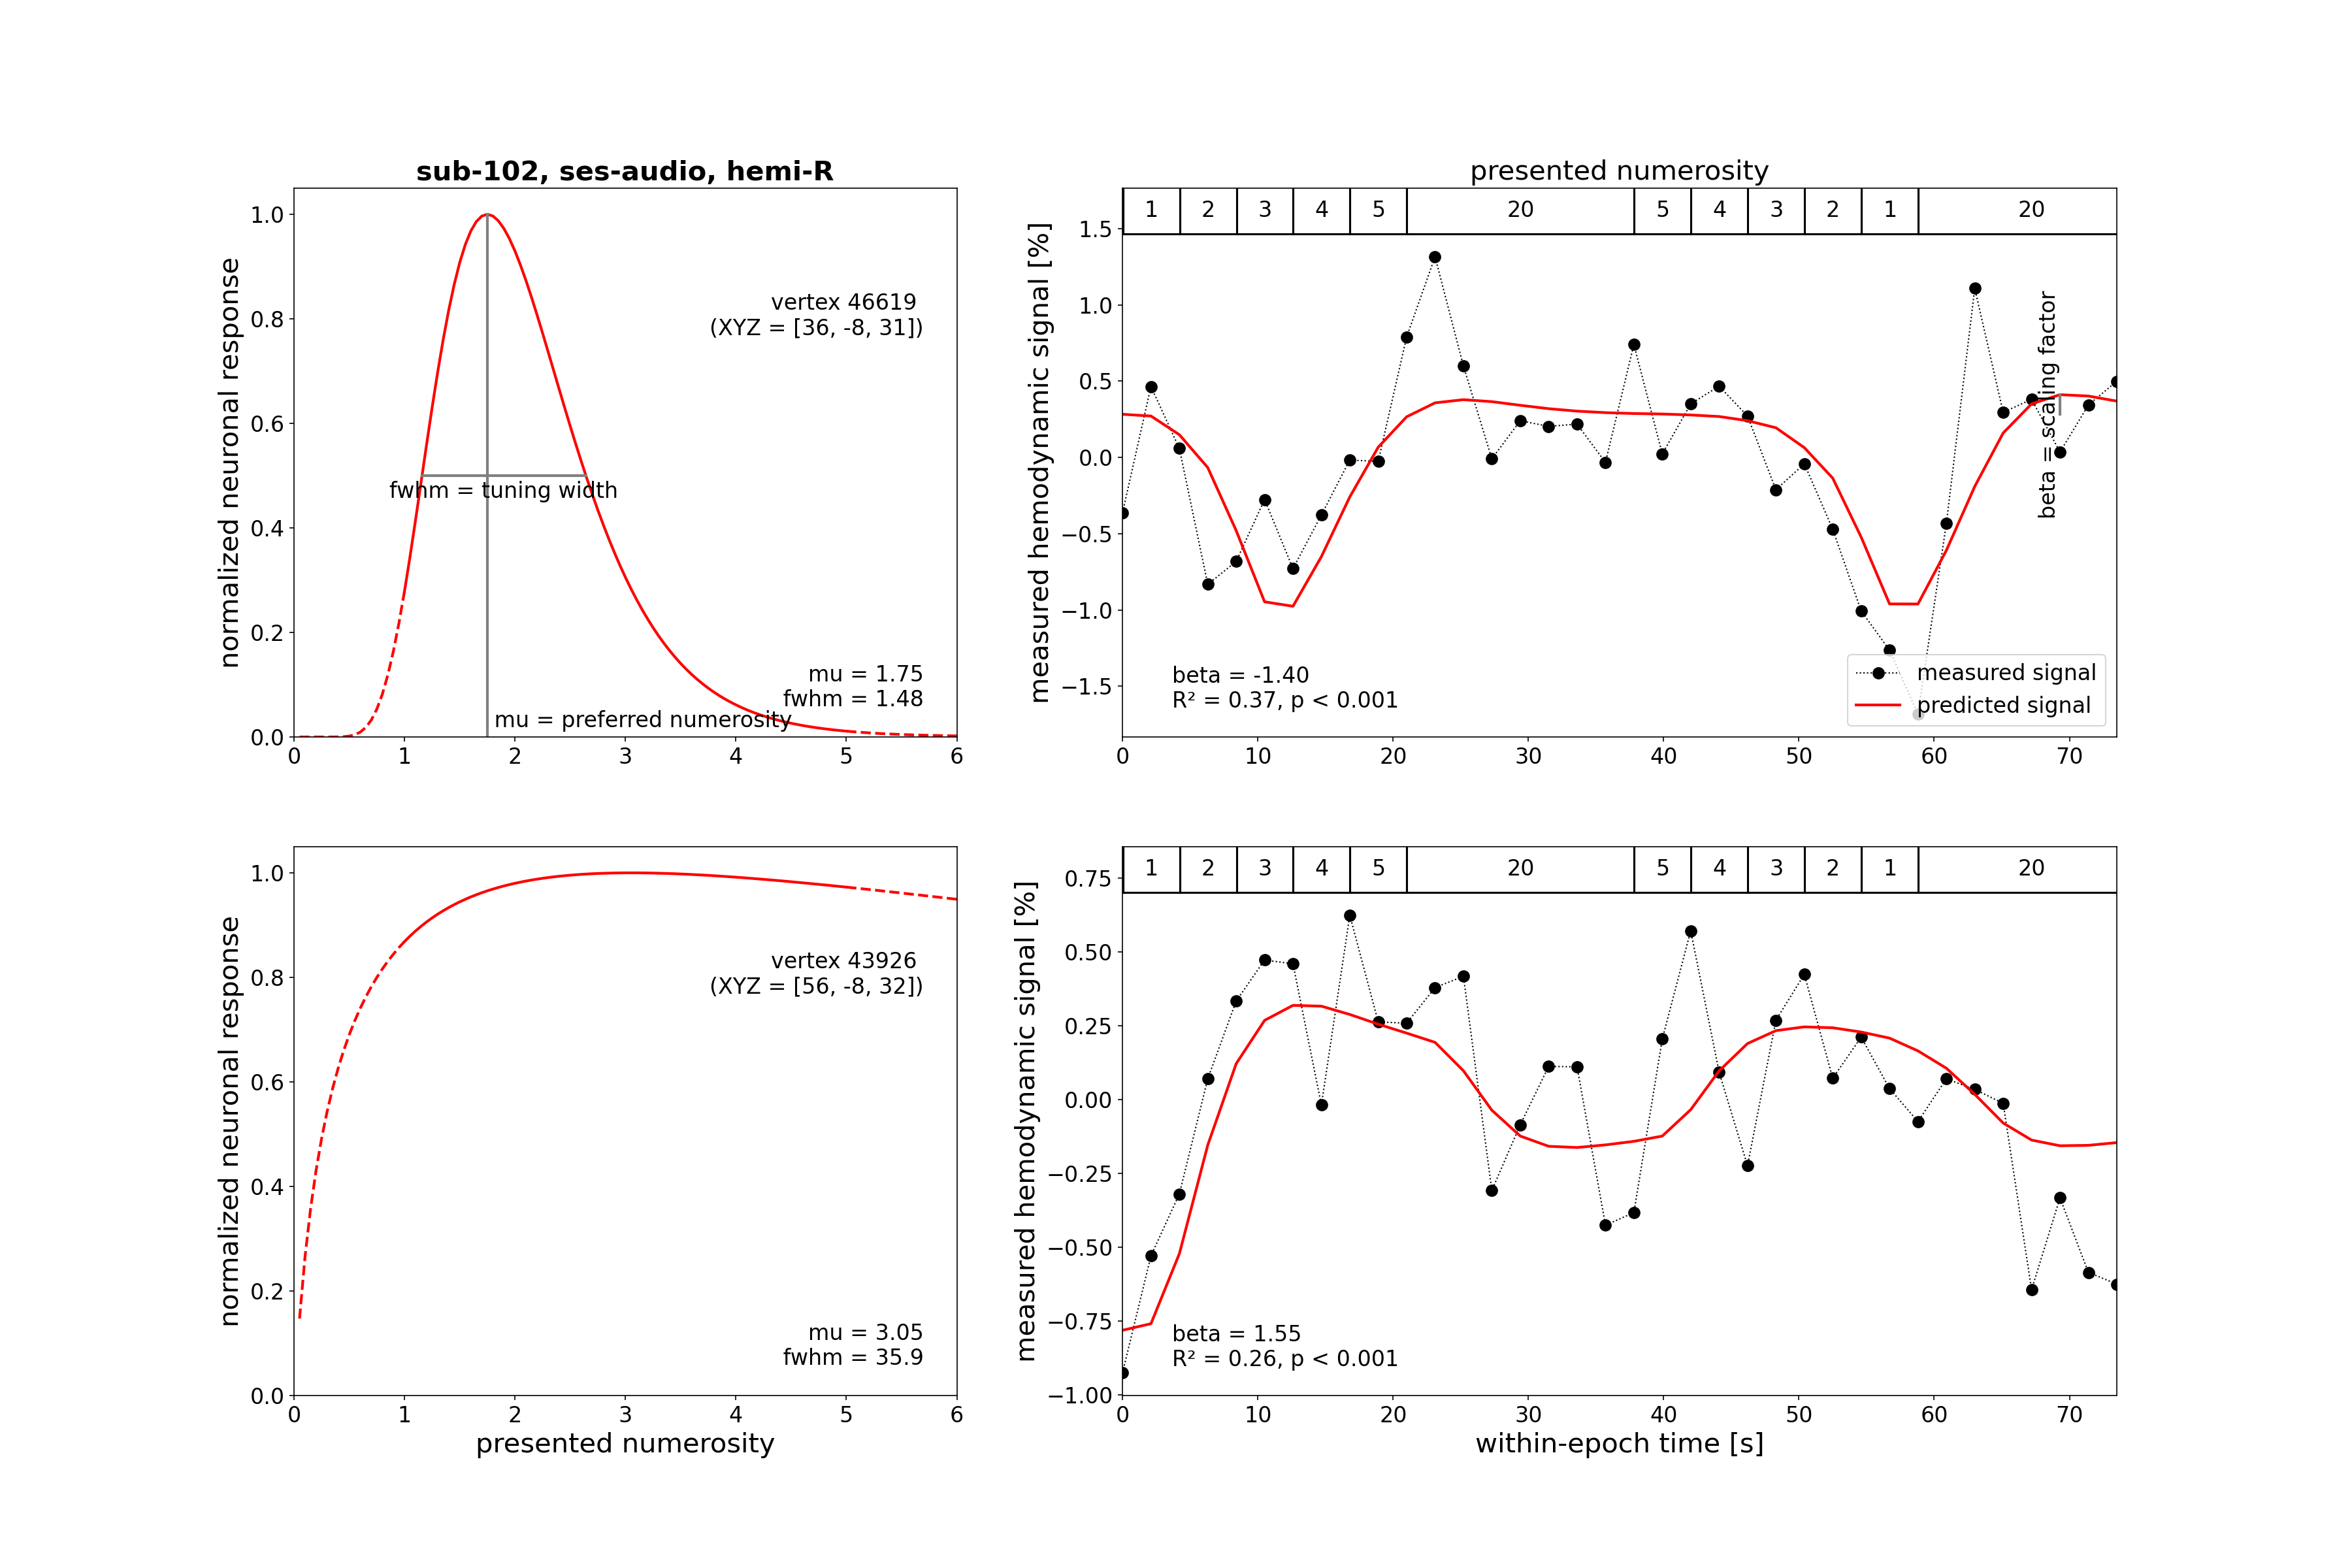 sub-102, ses-audio, hemi-R
normalized neuronal response
1.0
0.8
0.6
0.4
0.2
0.0
0 1 2 3 4 5 6
vertex 46619
(XYZ = [36, -8, 31])
fwhm = tuning width
mu = 1.75
fwhm = 1.48
mu = preferred numerosity
presented numerosity
1 2 3 4 5 20 5 4 3 2 1 20
measured hemodynamic signal [%]
1.5
1.0
0.5
0.0
−0.5
−1.0
−1.5
0 10 20 30 40 50 60 70
beta = scaling factor
beta = -1.40
R² = 0.37, p < 0.001
measured signal
predicted signal
normalized neuronal response
1.0
0.8
0.6
0.4
0.2
0.0
0 1 2 3 4 5 6
presented numerosity
vertex 43926
(XYZ = [56, -8, 32])
mu = 3.05
fwhm = 35.9
1 2 3 4 5 20 5 4 3 2 1 20
measured hemodynamic signal [%]
0.75
0.50
0.25
0.00
−0.25
−0.50
−0.75
−1.00
0 10 20 30 40 50 60 70
within-epoch time [s]
beta = 1.55
R² = 0.26, p < 0.001